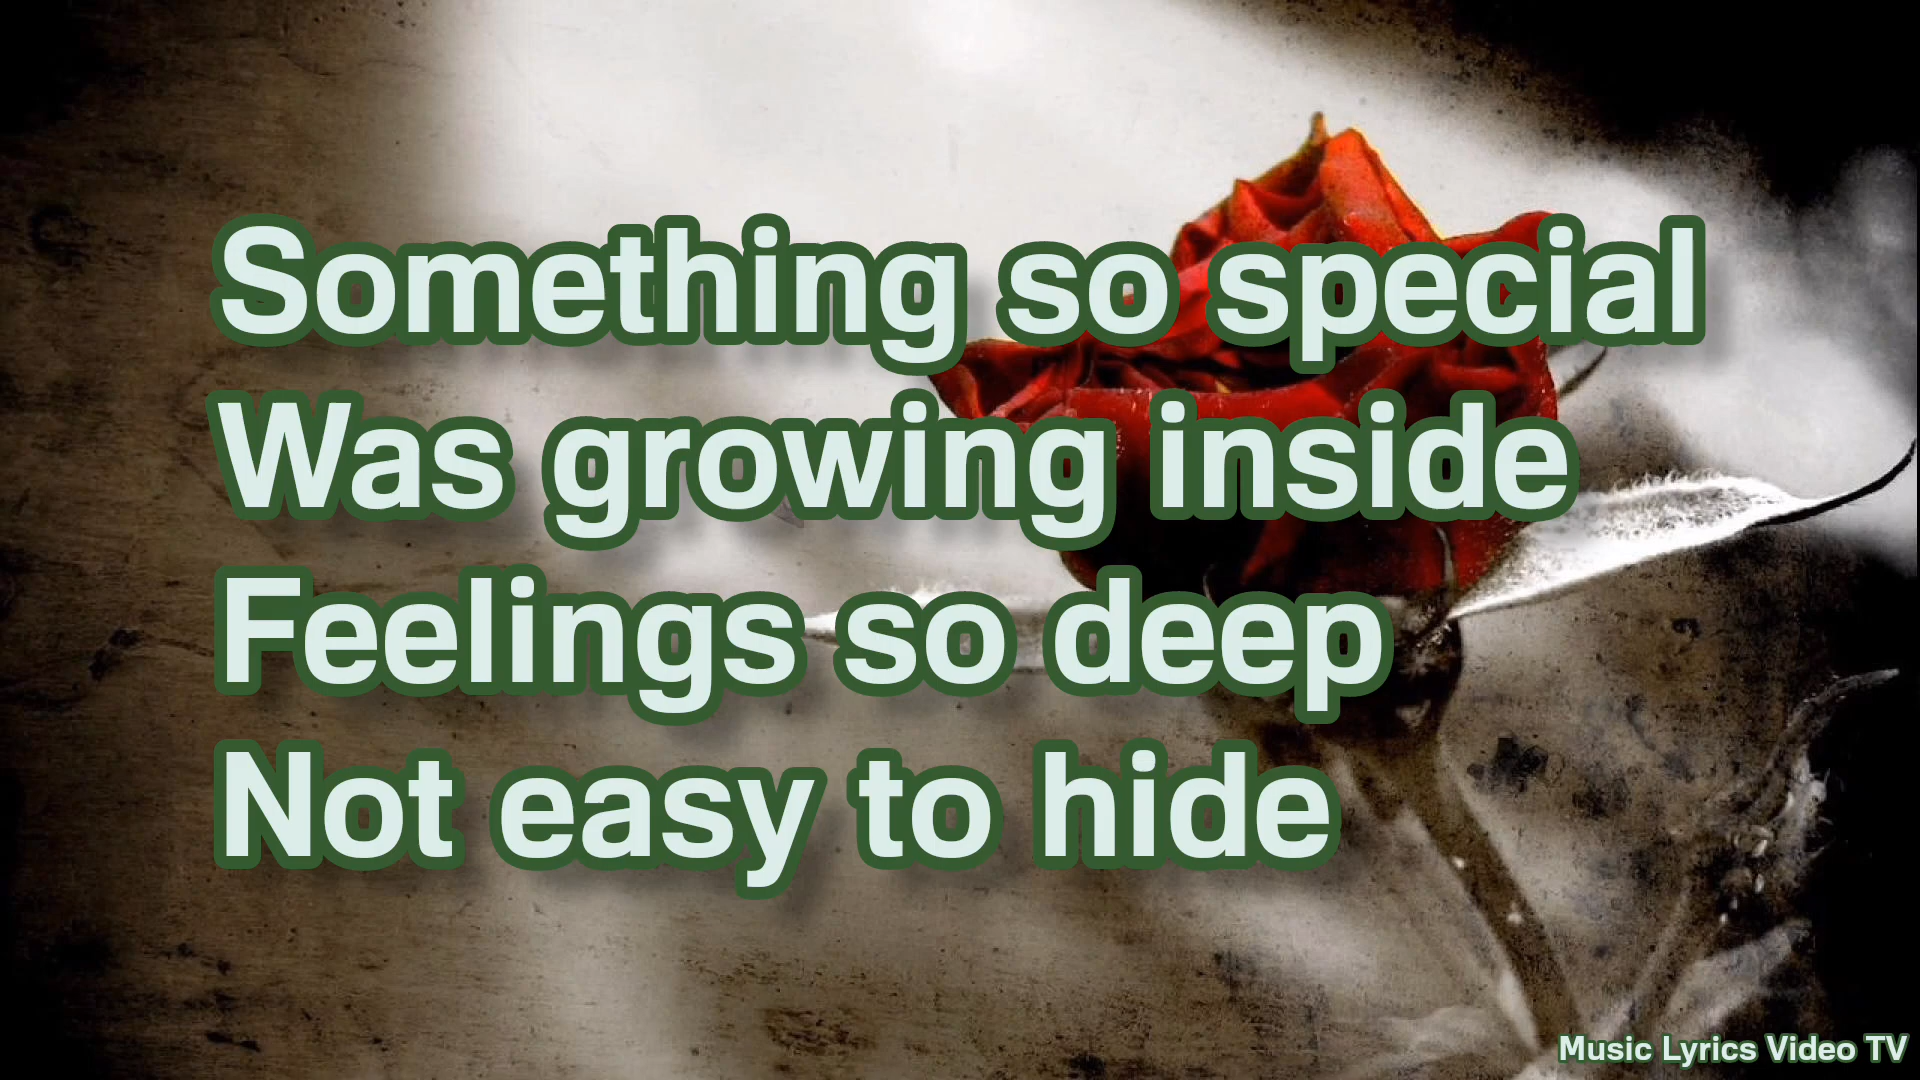 Something so special
Was growing inside
Feelings so deep
Not easy to hide
Music Lyrics Video TV